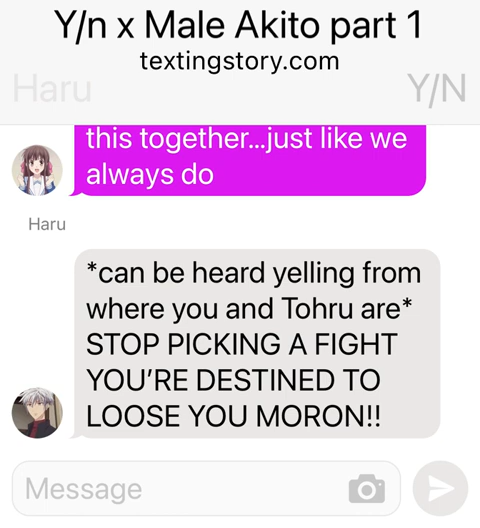 Y/n x Male Akito part 1
textingstory.com
Haru
Y/N
this together...just like we
always do
Haru
*can be heard yelling from
where you and Tohru are*
STOP PICKING A FIGHT
YOU'RE DESTINED TO
LOOSE YOU MORON!!
Message